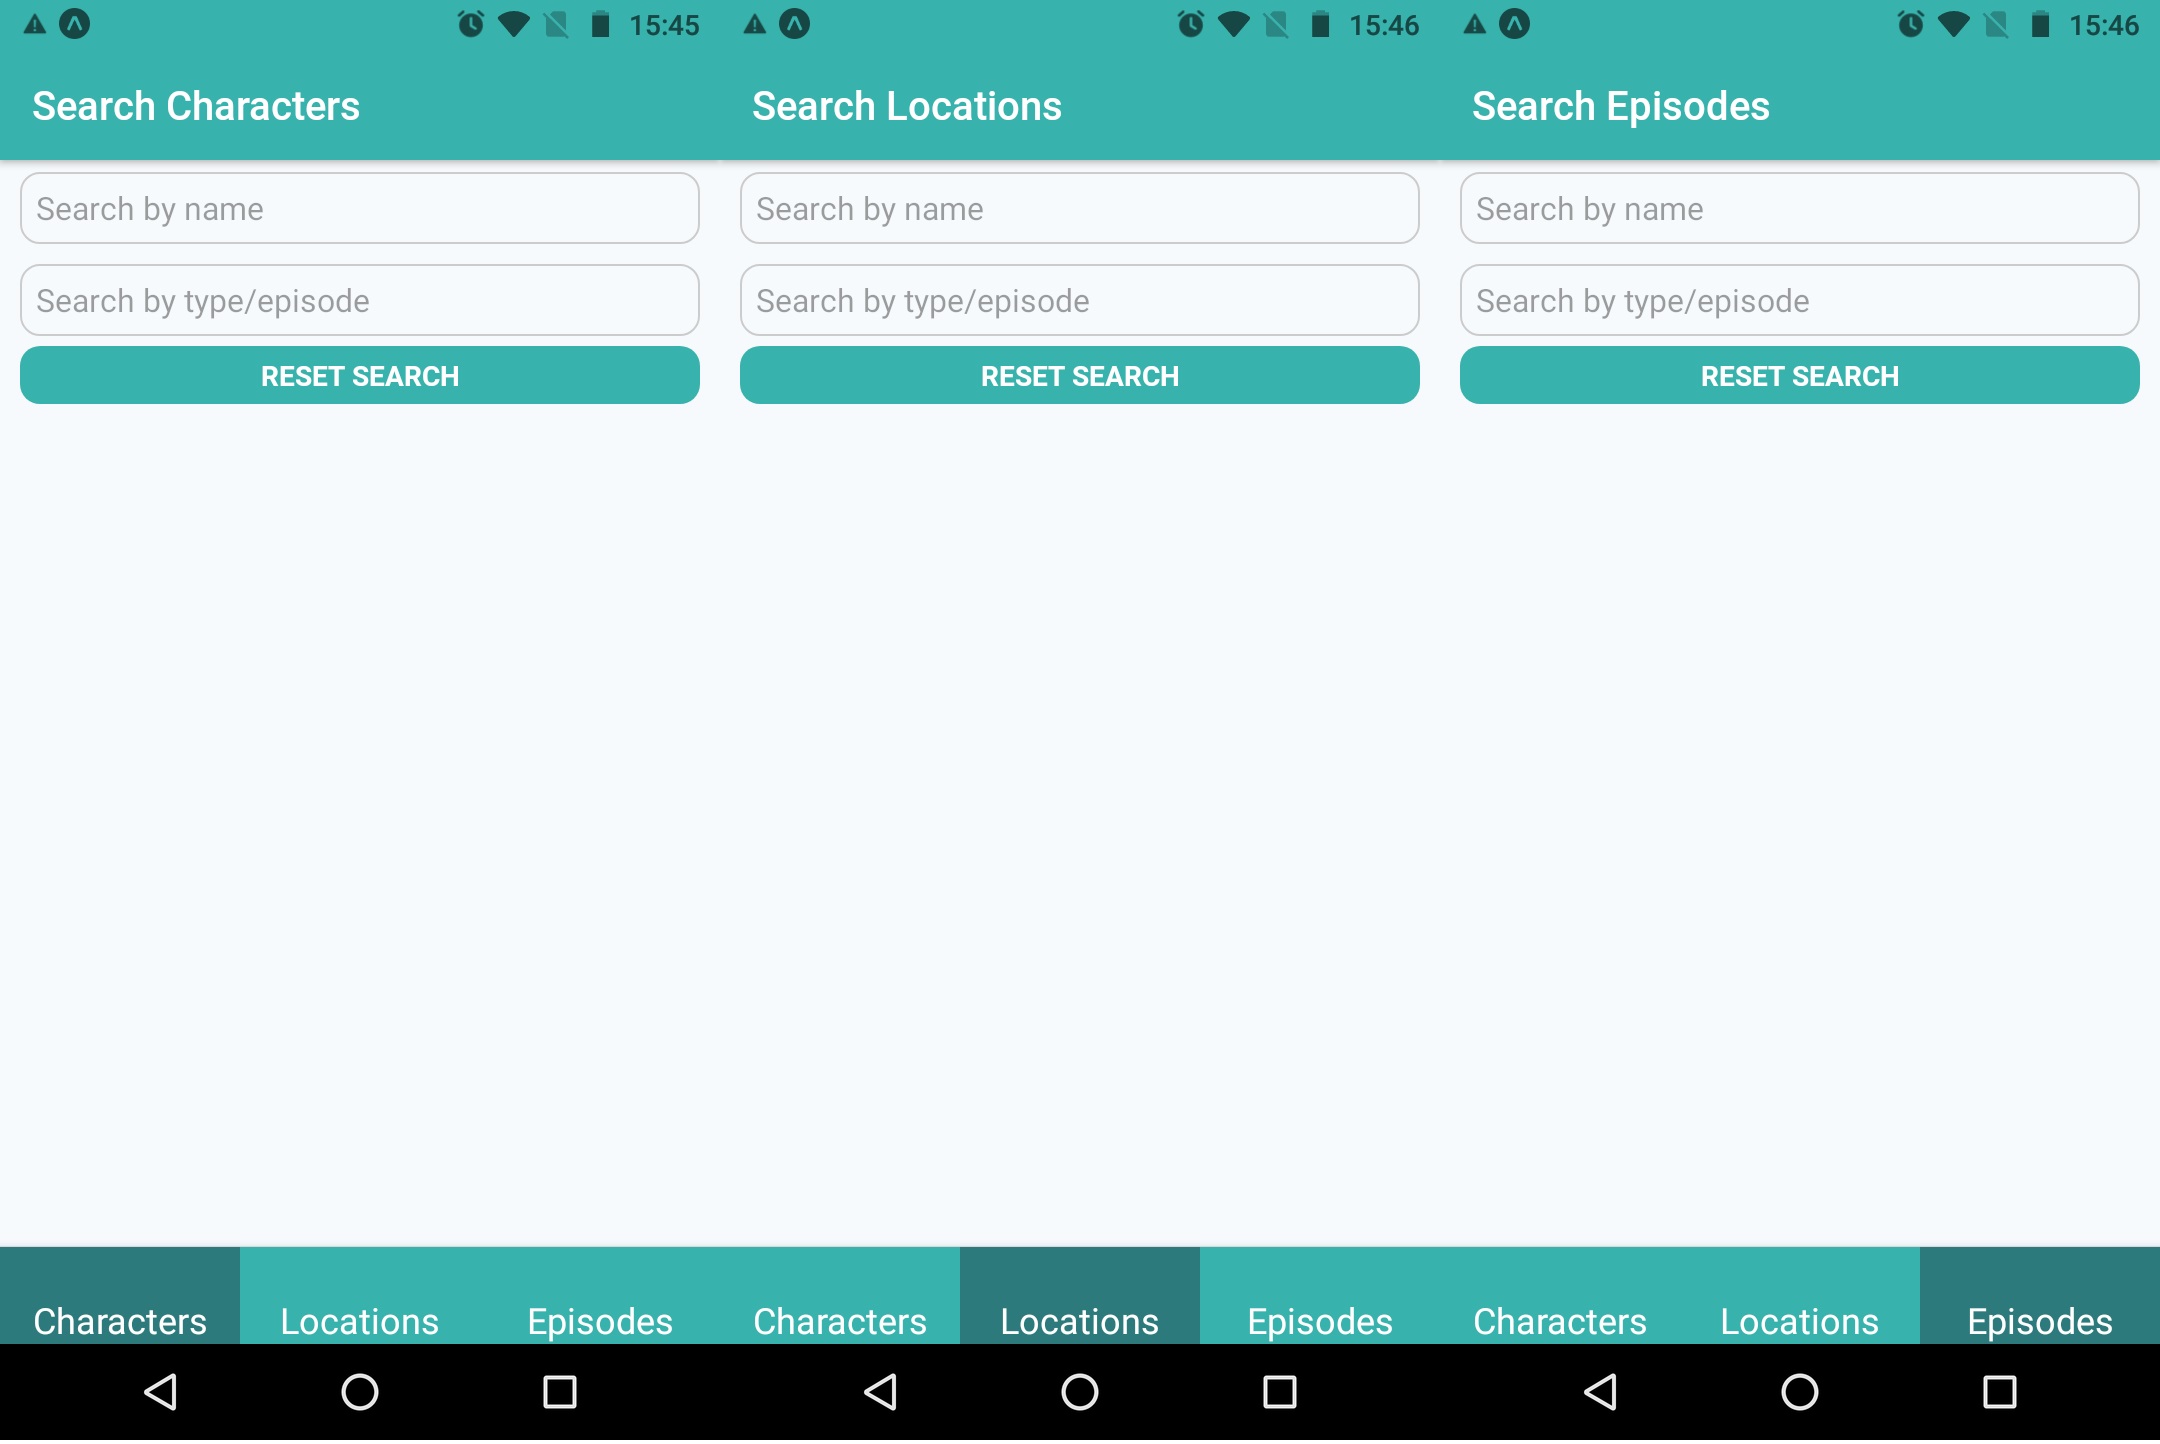 15:45
Search Characters
Search by name
Search by type/episode
RESET SEARCH
Characters Locations Episodes
15:46
Search Locations
Search by name
Search by type/episode
RESET SEARCH
Characters Locations Episodes
15:46
Search Episodes
Search by name
Search by type/episode
RESET SEARCH
Characters Locations Episodes